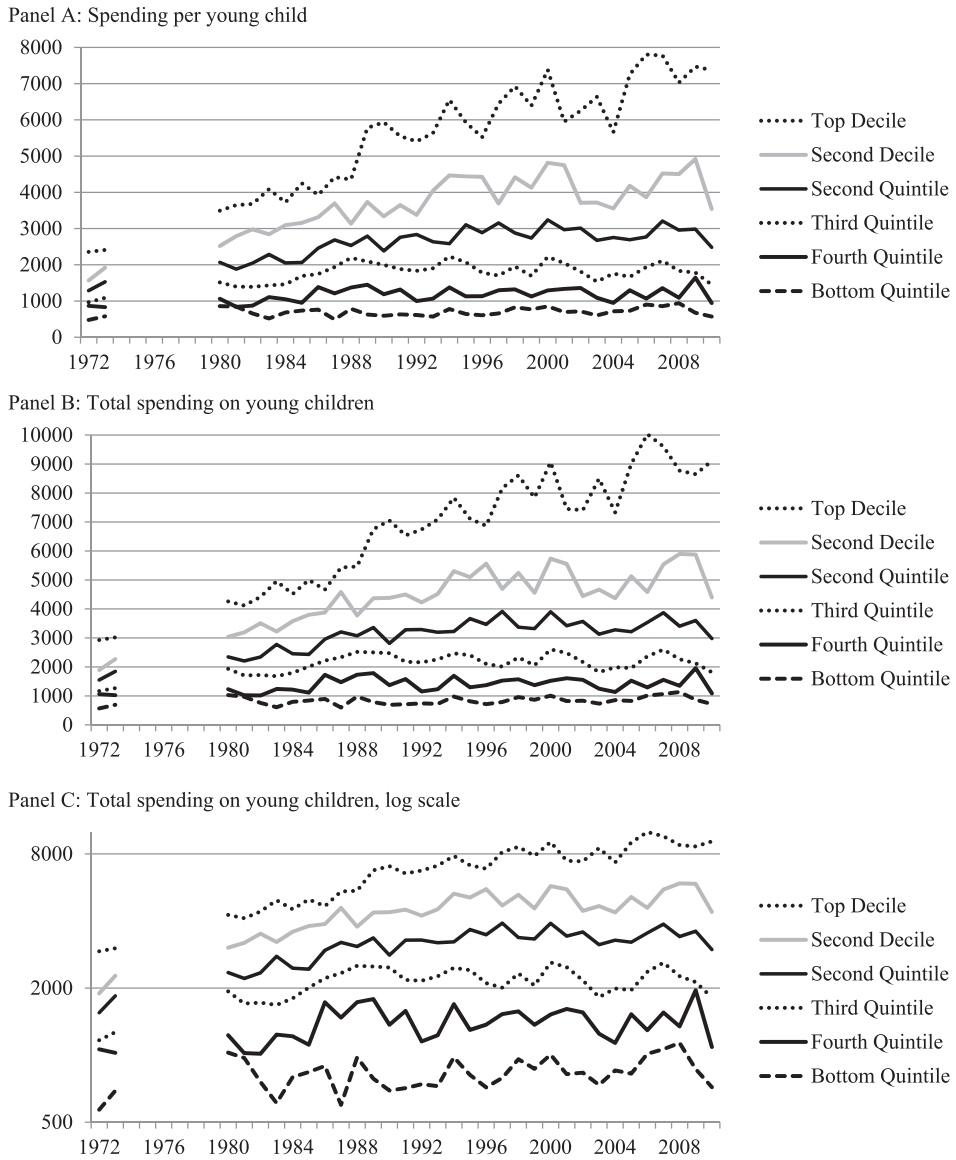 Panel A: Spending per young child
8000
7000
6000
5000
4000
3000
2000
1000
0
1972 1976 1980 1984 1988 1992 1996 2000 2004 2008
Top Decile
Second Decile
Second Quintile
Third Quintile
Fourth Quintile
Bottom Quintile
Panel B: Total spending on young children
10000
9000
8000
7000
6000
5000
4000
3000
2000
1000
0
1972 1976 1980 1984 1988 1992 1996 2000 2004 2008
Top Decile
Second Decile
Second Quintile
Third Quintile
Fourth Quintile
Bottom Quintile
Panel C: Total spending on young children, log scale
8000
2000
500
1972 1976 1980 1984 1988 1992 1996 2000 2004 2008
Top Decile
Second Decile
Second Quintile
Third Quintile
Fourth Quintile
Bottom Quintile